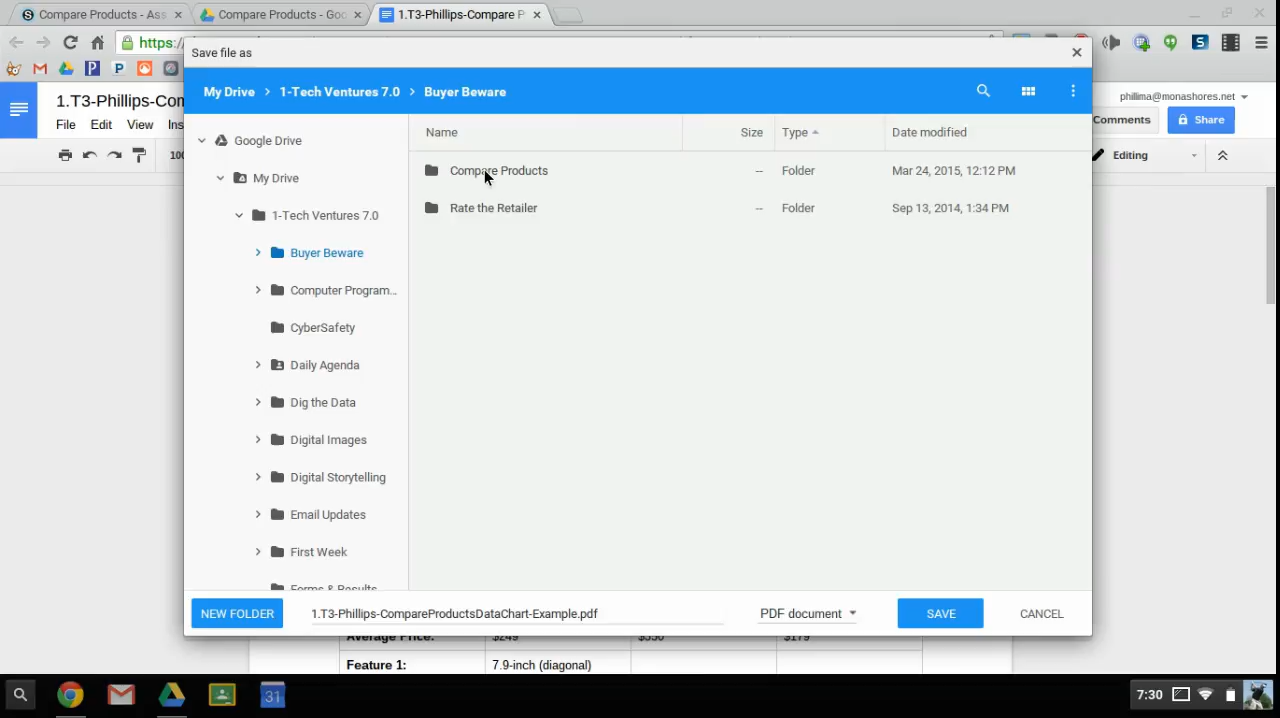 Compare Products - Ass
Compare Products - Goo
1.T3-Phillips-Compare P
https:/
Save file as
My Drive > 1-Tech Ventures 7.0 > Buyer Beware
1.T3-Phillips-Com
File Edit View Ins
phillima@monashores.net
Comments Share
100
Editing
Google Drive
My Drive
1-Tech Ventures 7.0
Buyer Beware
Computer Program...
CyberSafety
Daily Agenda
Dig the Data
Digital Images
Digital Storytelling
Email Updates
First Week
Forms & Results
Name Size Type Date modified
Compare Products -- Folder Mar 24, 2015, 12:12 PM
Rate the Retailer -- Folder Sep 13, 2014, 1:34 PM
NEW FOLDER 1.T3-Phillips-CompareProductsDataChart-Example.pdf PDF document SAVE CANCEL
Average Price: $249 $350 $179
Feature 1: 7.9-inch (diagonal)
31
7:30